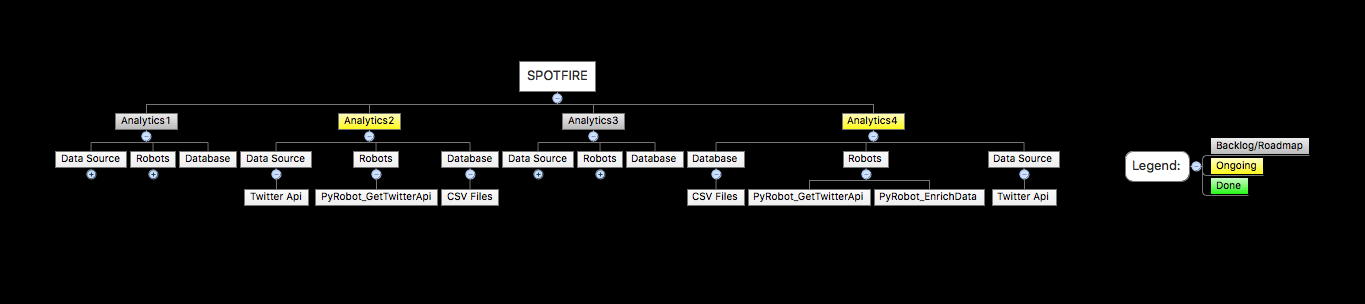 SPOTFIRE
Analytics1 Analytics2 Analytics3 Analytics4
Data Source Robots Database Data Source Robots Database Data Source Robots Database Database Robots Data Source
Twitter Api PyRobot_GetTwitterApi CSV Files CSV Files PyRobot_GetTwitterApi PyRobot_EnrichData Twitter Api
Legend:
Backlog/Roadmap
Ongoing
Done